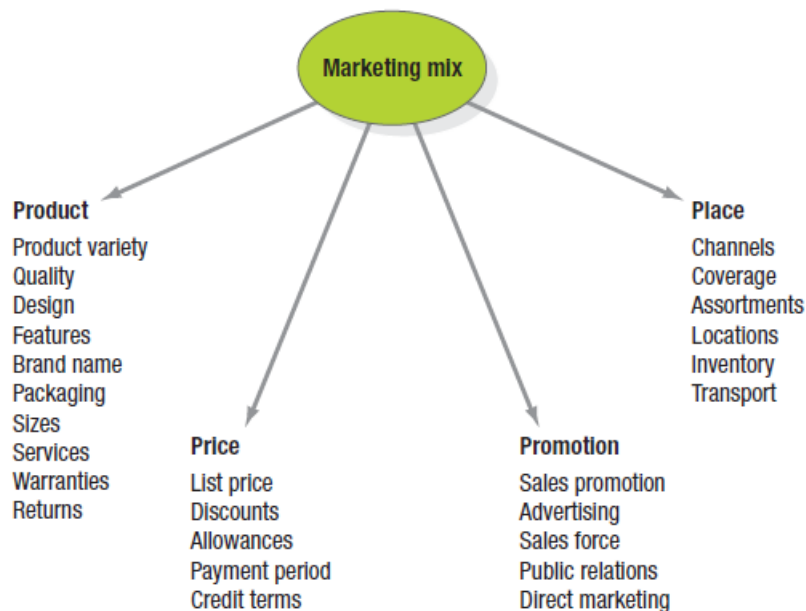 Marketing mix
Product
Product variety
Quality
Design
Features
Brand name
Packaging
Sizes
Services
Warranties
Returns
Price
List price
Discounts
Allowances
Payment period
Credit terms
Promotion
Sales promotion
Advertising
Sales force
Public relations
Direct marketing
Place
Channels
Coverage
Assortments
Locations
Inventory
Transport